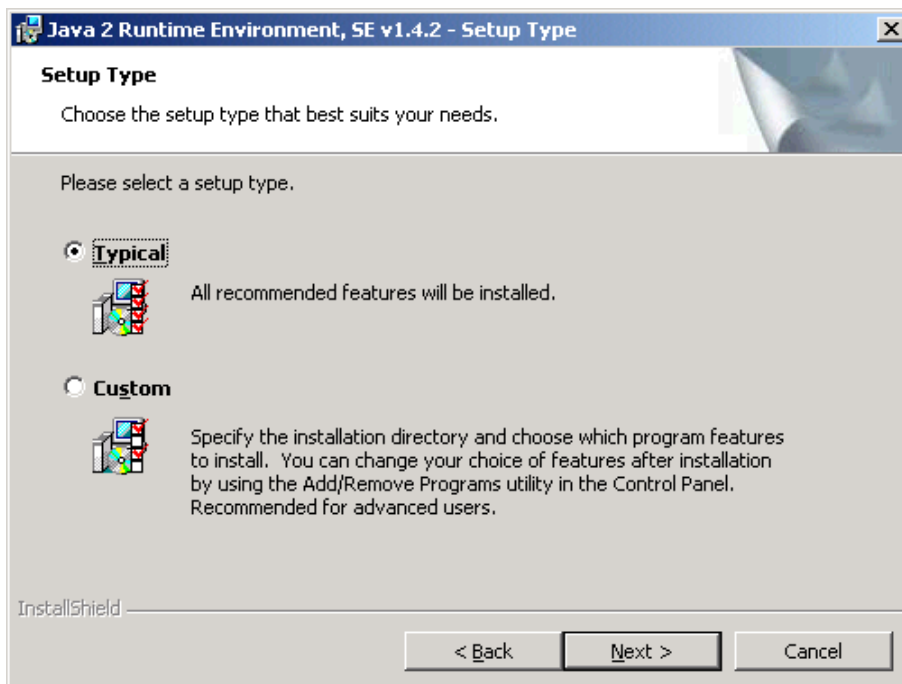 Java 2 Runtime Environment, SE v1.4.2 - Setup Type
Setup Type
Choose the setup type that best suits your needs.
Please select a setup type.
Typical
All recommended features will be installed.
Custom
Specify the installation directory and choose which program features
to install.  You can change your choice of features after installation
by using the Add/Remove Programs utility in the Control Panel.
Recommended for advanced users.
InstallShield
< Back
Next >
Cancel